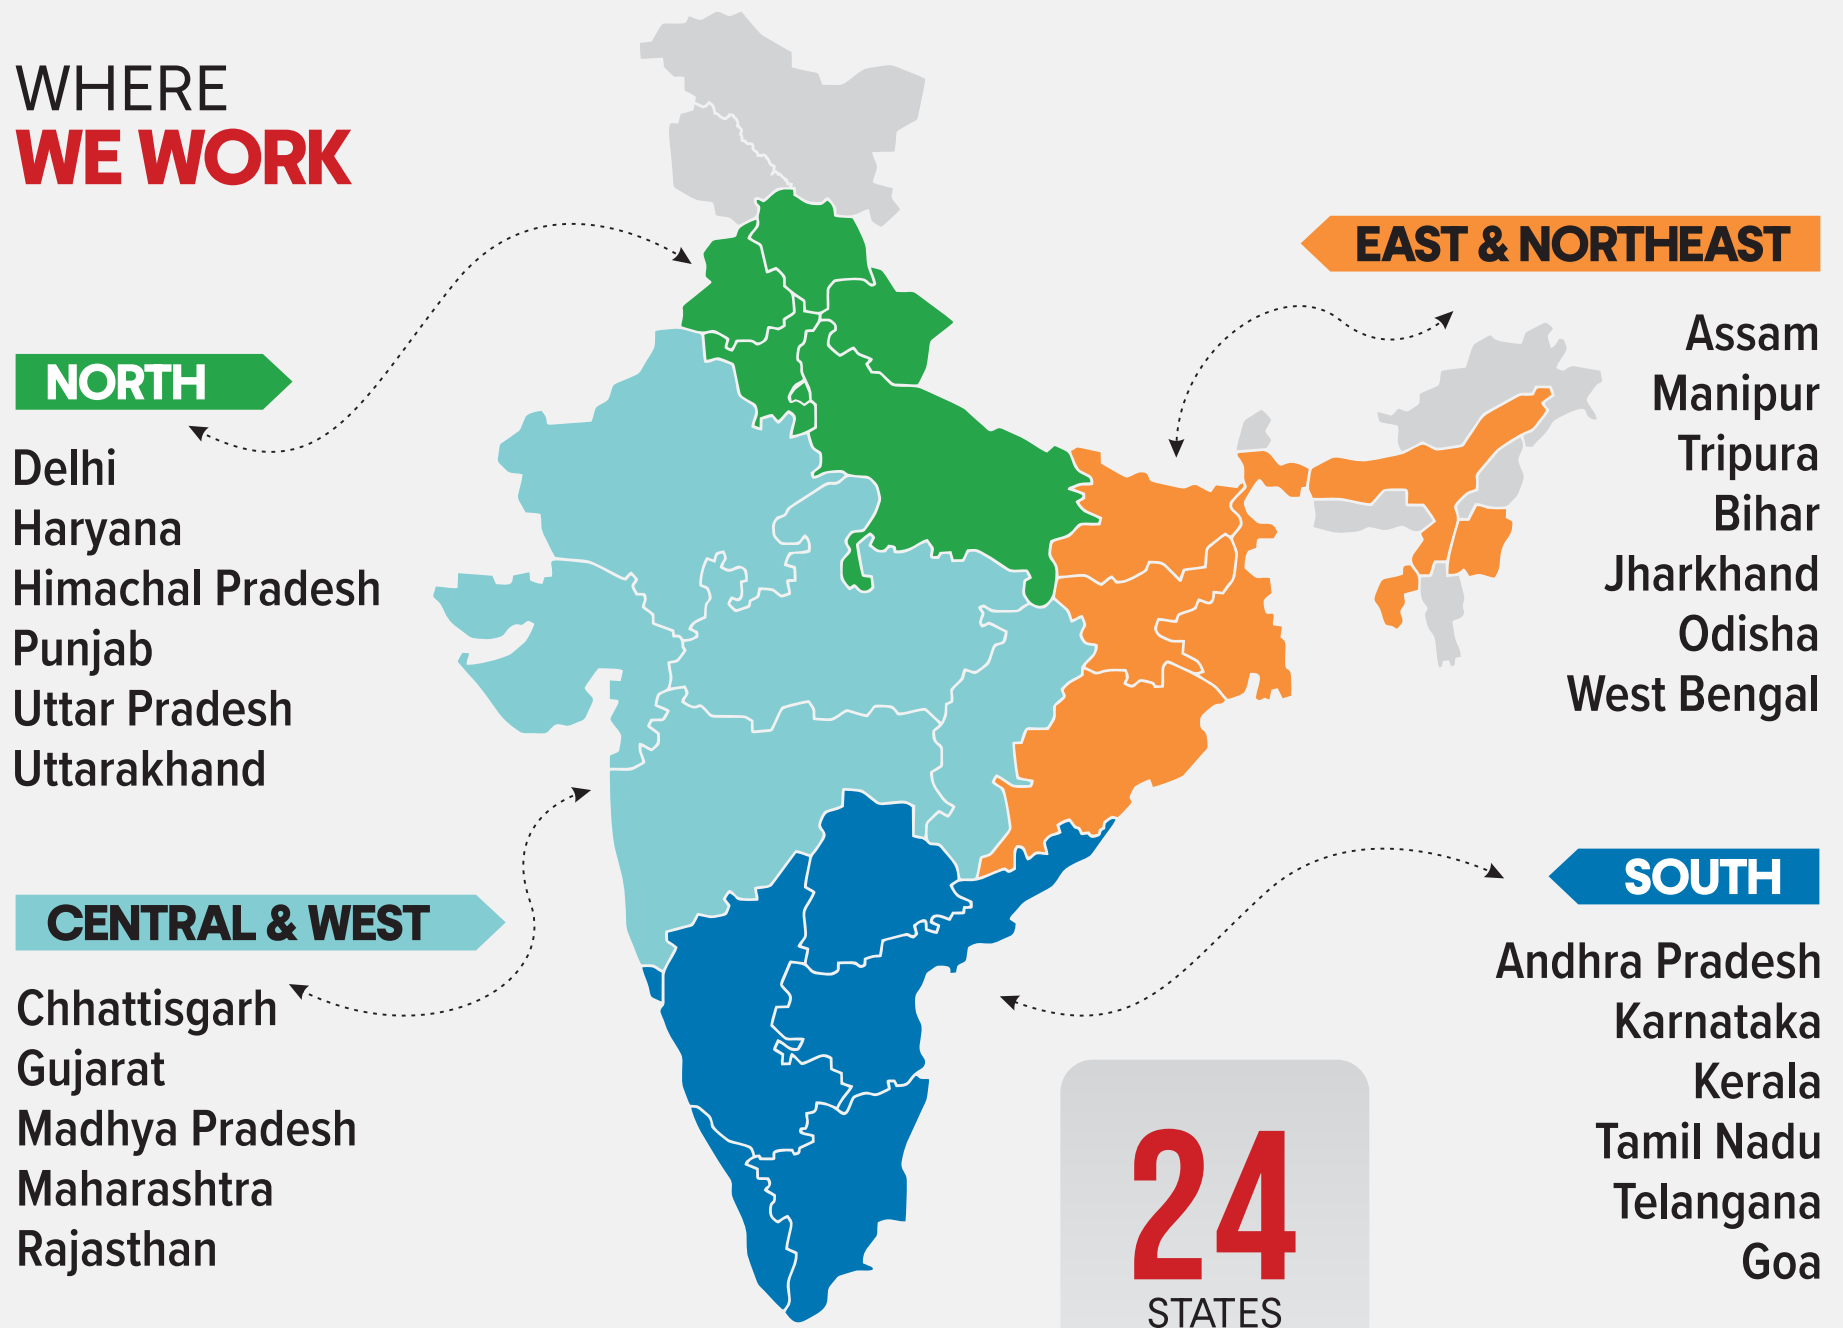 WHERE
WE WORK
NORTH
Delhi
Haryana
Himachal Pradesh
Punjab
Uttar Pradesh
Uttarakhand
CENTRAL & WEST
Chhattisgarh
Gujarat
Madhya Pradesh
Maharashtra
Rajasthan
EAST & NORTHEAST
Assam
Manipur
Tripura
Bihar
Jharkhand
Odisha
West Bengal
SOUTH
Andhra Pradesh
Karnataka
Kerala
Tamil Nadu
Telangana
Goa
24
STATES